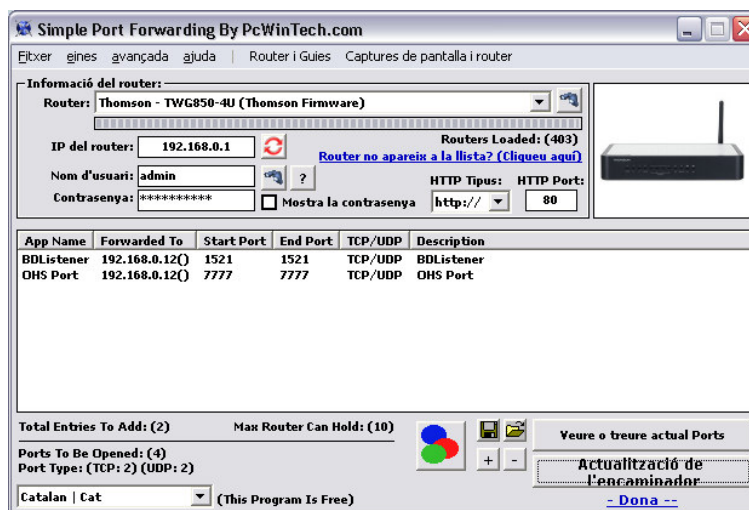 Simple Port Forwarding By PcWinTech.com
Fitxer eines avançada ajuda Router i Guies Captures de pantalla i router
Informació del router:
Router: Thomson - TWG850-4U (Thomson Firmware)
Routers Loaded: (403)
IP del router: 192.168.0.1
Router no apareix a la llista? (Cliqueu aquí)
Nom d'usuari: admin ? HTTP Tipus: HTTP Port:
Contrasenya: ********** Mostra la contrasenya http:// 80
App Name Forwarded To Start Port End Port TCP/UDP Description
BDListener 192.168.0.12() 1521 1521 TCP/UDP BDListener
OHS Port 192.168.0.12() 7777 7777 TCP/UDP OHS Port
Total Entries To Add: (2) Max Router Can Hold: (10)
Ports To Be Opened: (4)
Port Type: (TCP: 2) (UDP: 2)
+ -
Veure o treure actual Ports
Actualització de
l'encaminador
Catalan | Cat (This Program Is Free)
- Dona --